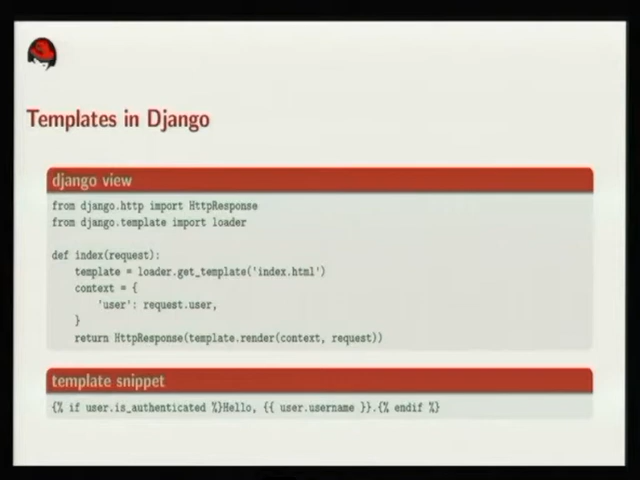 Templates in Django
django view
from django.http import HttpResponse
from django.template import loader
def index(request):
template = loader.get_template('index.html')
context = {
'user': request.user,
}
return HttpResponse(template.render(context, request))
template snippet
{% if user.is_authenticated %}Hello, {{ user.username }}.{% endif %}